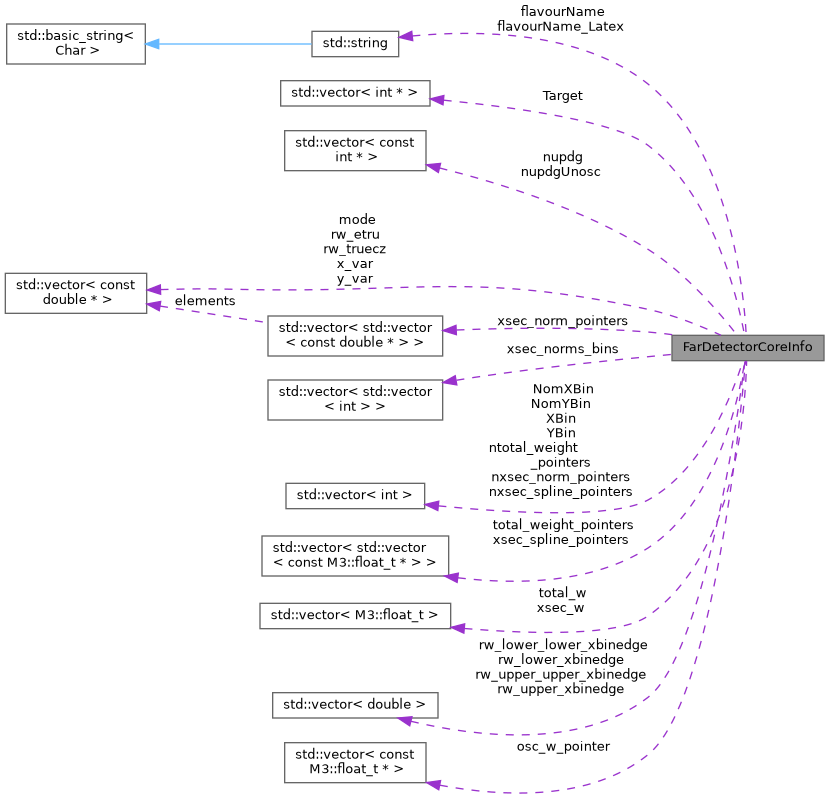 flavourName
flavourName_Latex
std::basic_string<
Char >
std::string
std::vector< int * >
Target
std::vector< const
int * >
nupdg
nupdgUnosc
mode
rw_etru
rw_truecz
x_var
y_var
std::vector< const
double * >
elements
std::vector< std::vector
< const double * > >
xsec_norm_pointers
FarDetectorCoreInfo
xsec_norms_bins
std::vector< std::vector
< int > >
NomXBin
NomYBin
XBin
YBin
ntotal_weight
_pointers
nxsec_norm_pointers
nxsec_spline_pointers
std::vector< int >
total_weight_pointers
xsec_spline_pointers
std::vector< std::vector
< const M3::float_t * > >
total_w
xsec_w
std::vector< M3::float_t >
rw_lower_lower_xbinedge
rw_lower_xbinedge
rw_upper_upper_xbinedge
rw_upper_xbinedge
std::vector< double >
osc_w_pointer
std::vector< const
M3::float_t * >